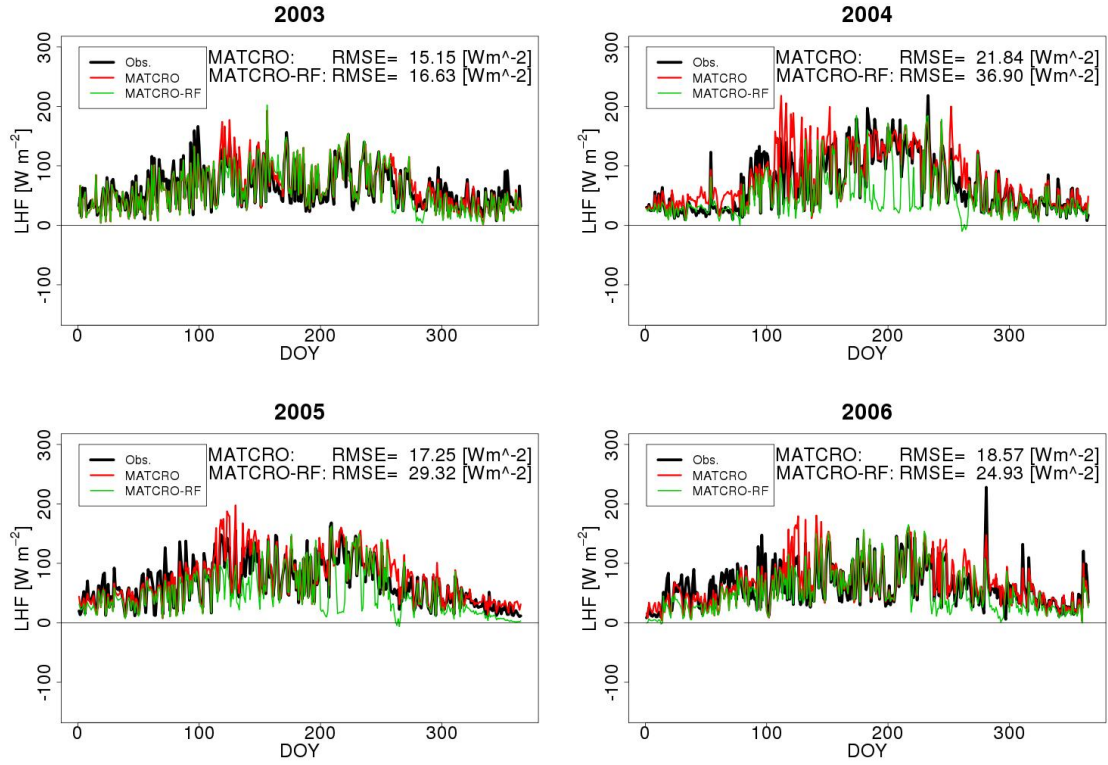 2003
300
200
100
0
-100
LHF [W m⁻²]
Obs.
MATCRO
MATCRO-RF
MATCRO: RMSE= 15.15 [Wm^-2]
MATCRO-RF: RMSE= 16.63 [Wm^-2]
0 100 200 300
DOY
2004
300
200
100
0
-100
LHF [W m⁻²]
Obs.
MATCRO
MATCRO-RF
MATCRO: RMSE= 21.84 [Wm^-2]
MATCRO-RF: RMSE= 36.90 [Wm^-2]
0 100 200 300
DOY
2005
300
200
100
0
-100
LHF [W m⁻²]
Obs.
MATCRO
MATCRO-RF
MATCRO: RMSE= 17.25 [Wm^-2]
MATCRO-RF: RMSE= 29.32 [Wm^-2]
0 100 200 300
DOY
2006
300
200
100
0
-100
LHF [W m⁻²]
Obs.
MATCRO
MATCRO-RF
MATCRO: RMSE= 18.57 [Wm^-2]
MATCRO-RF: RMSE= 24.93 [Wm^-2]
0 100 200 300
DOY